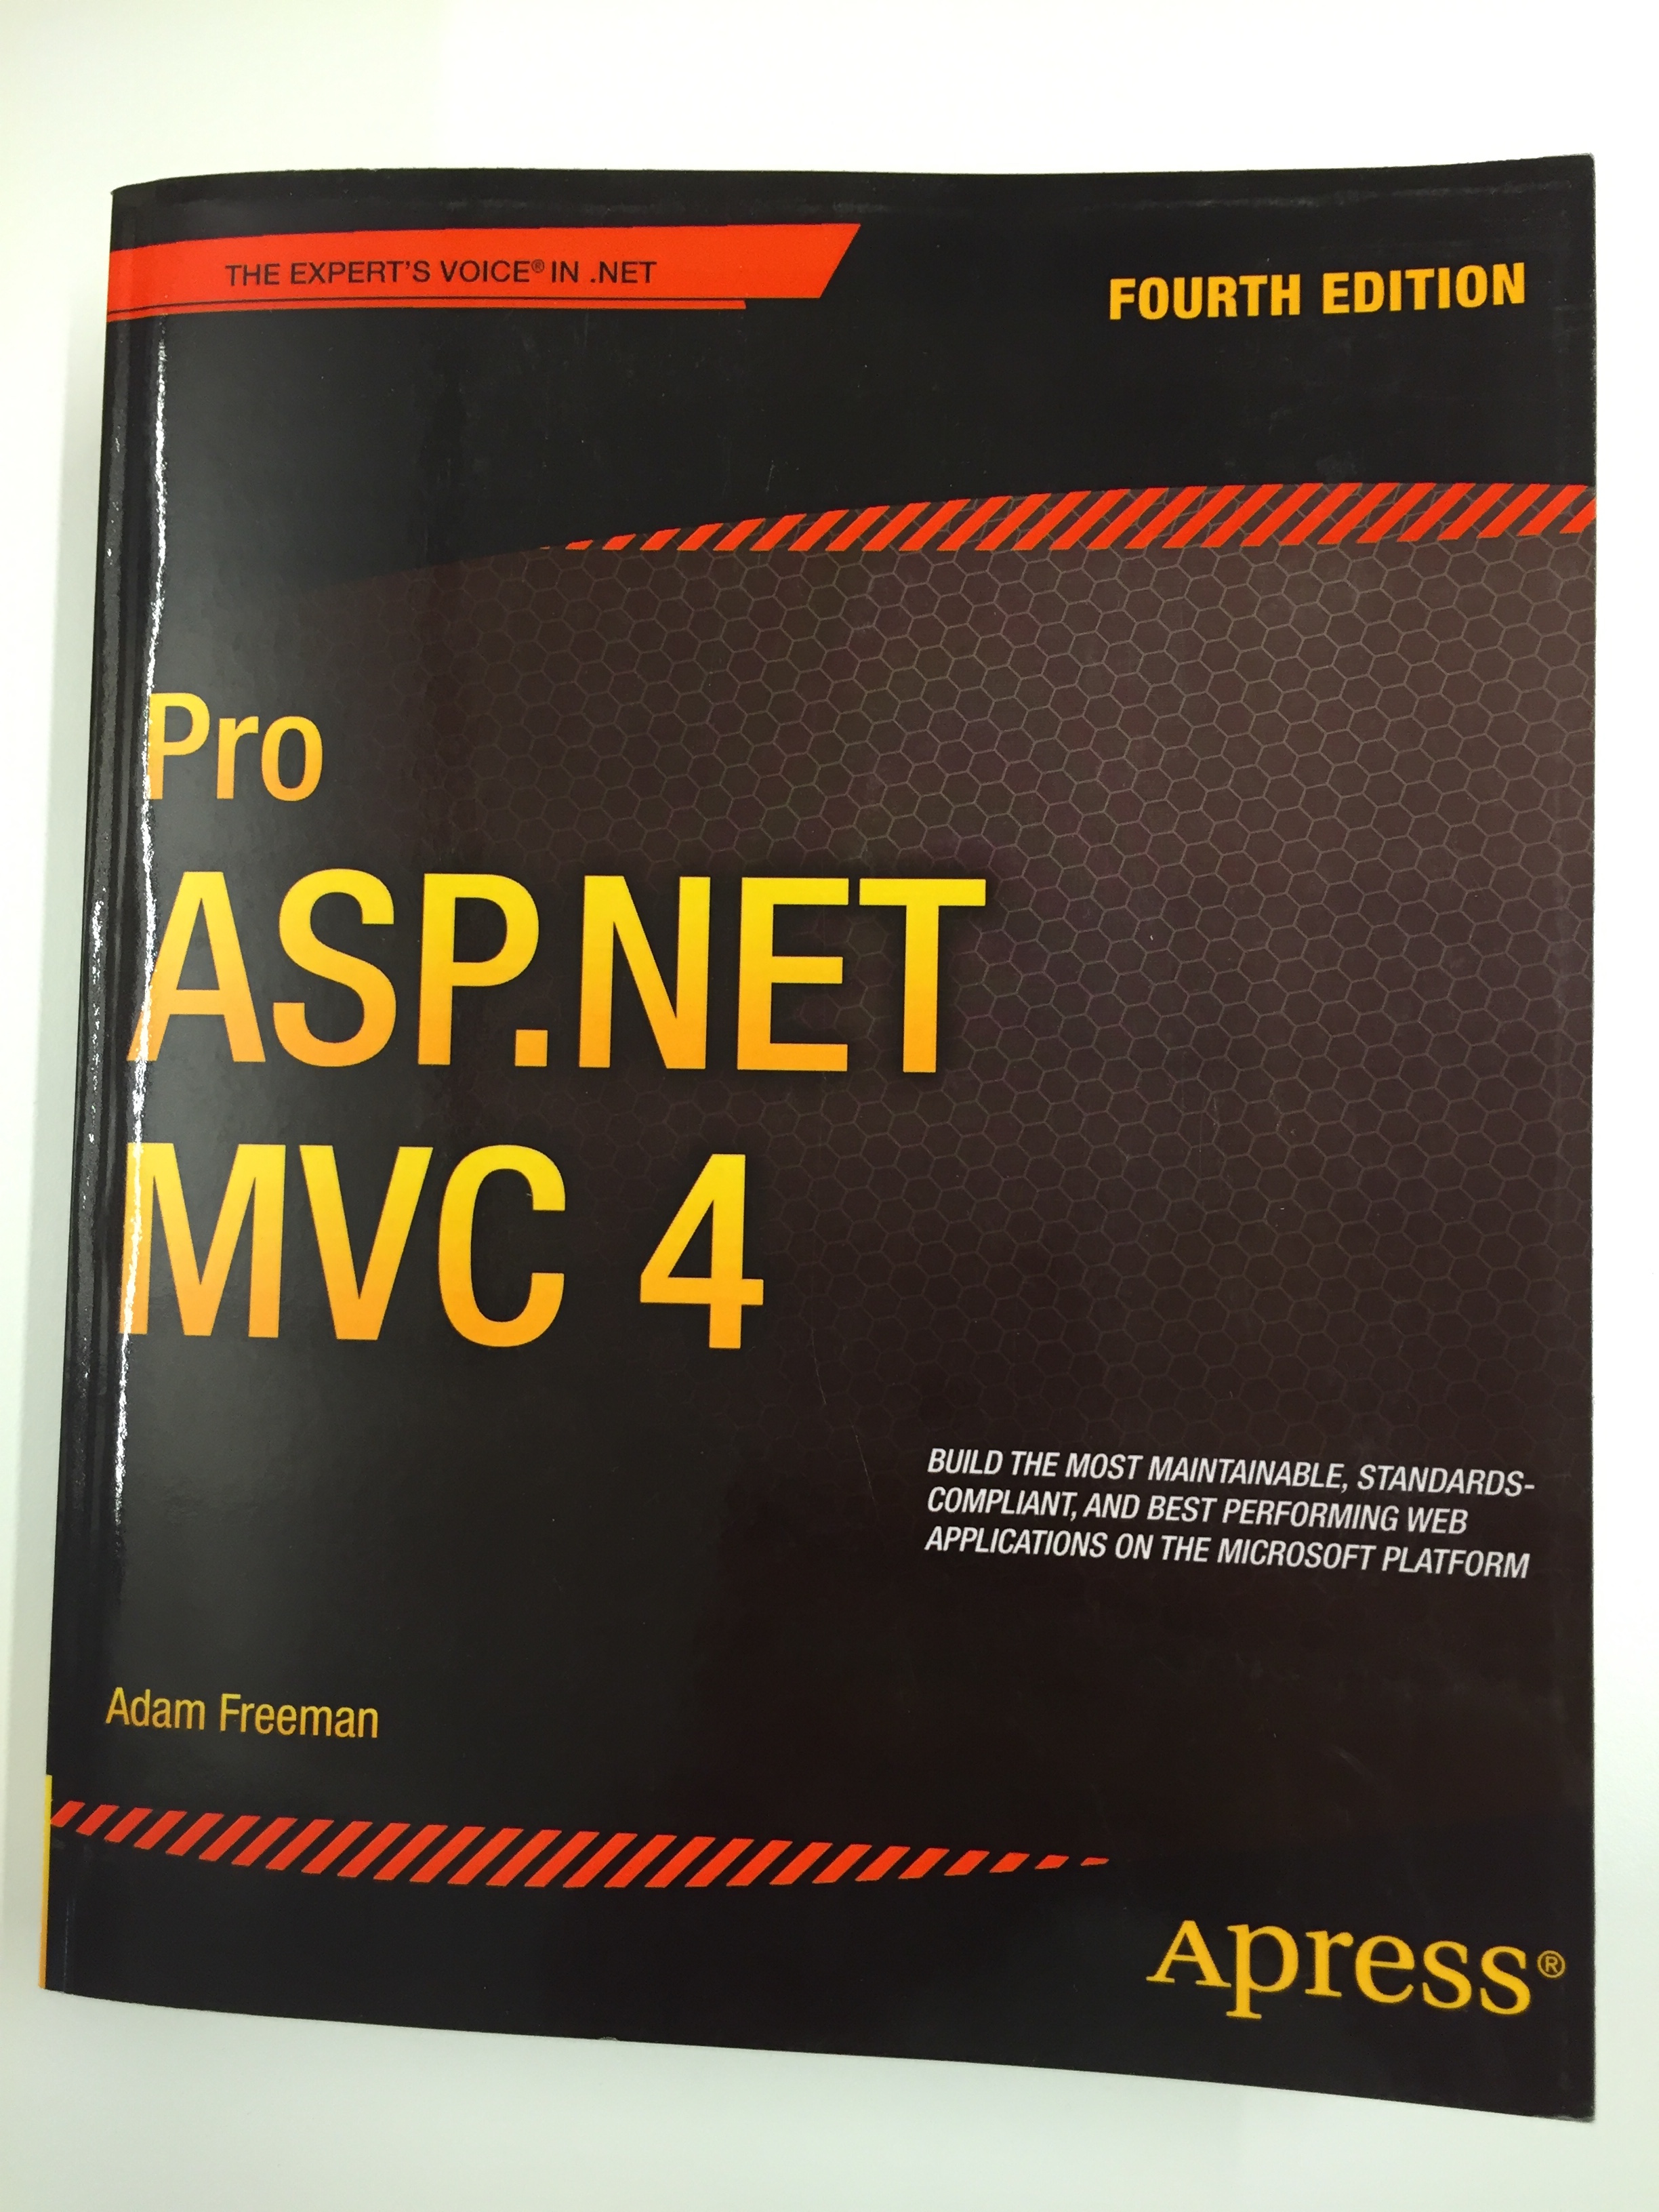 THE EXPERT'S VOICE® IN .NET
FOURTH EDITION
Pro
ASP.NET
MVC 4
BUILD THE MOST MAINTAINABLE, STANDARDS-
COMPLIANT, AND BEST PERFORMING WEB
APPLICATIONS ON THE MICROSOFT PLATFORM
Adam Freeman
Apress®